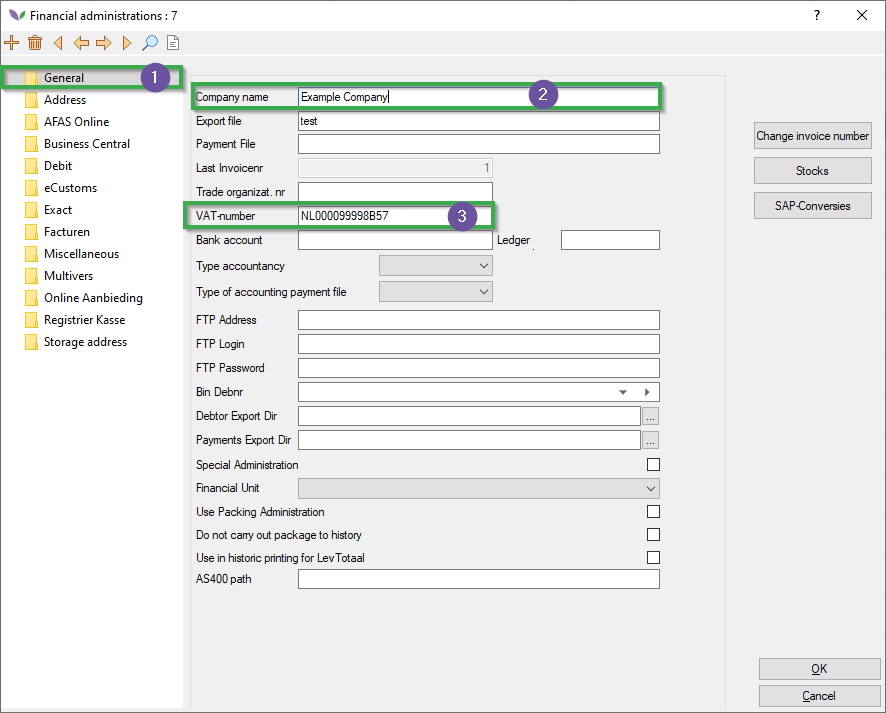 Financial administrations : 7
?
General 1
Address
AFAS Online
Business Central
Debit
eCustoms
Exact
Facturen
Miscellaneous
Multivers
Online Aanbieding
Registrier Kasse
Storage address
Company name Example Company 2
Export file test
Payment File
Last Invoicenr 1
Trade organizat. nr
VAT-number NL000099998B57 3
Bank account Ledger
Type accountancy
Type of accounting payment file
FTP Address
FTP Login
FTP Password
Bin Debnr
Debtor Export Dir ...
Payments Export Dir ...
Special Administration
Financial Unit
Use Packing Administration
Do not carry out package to history
Use in historic printing for LevTotaal
AS400 path
Change invoice number
Stocks
SAP-Conversies
OK
Cancel